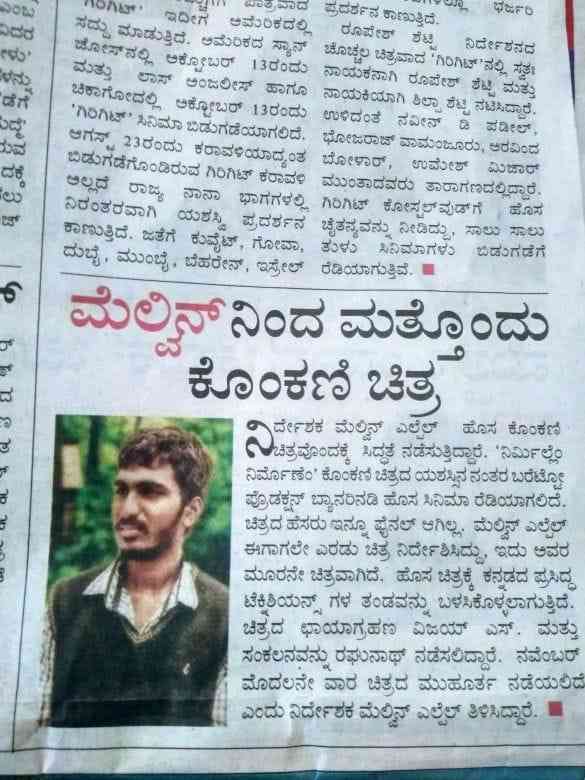 ಎಂಬ
'ಗಿರಿಗಿಟ್' ಇದೀಗ ಅಮೆರಿಕದಲ್ಲಿ
ಸದ್ದು ಮಾಡುತ್ತಿದೆ. ಅಮೆರಿಕದ ಸ್ಯಾನ್
ಜೋಸ್‌ನಲ್ಲಿ ಅಕ್ಟೋಬರ್ 13ರಂದು
ಮತ್ತು ಲಾಸ್ ಅಂಜಲೀಸ್ ಹಾಗೂ
ಚಿಕಾಗೋದಲ್ಲಿ ಅಕ್ಟೋಬರ್ 13ರಂದು
'ಗಿರಿಗಿಟ್' ಸಿನಿಮಾ ಬಿಡುಗಡೆಯಾಗಲಿದೆ.
ಆಗಸ್ಟ್ 23ರಂದು ಕರಾವಳಿಯಾದ್ಯಂತ
ಬಿಡುಗಡೆಗೊಂಡಿರುವ ಗಿರಿಗಿಟ್ ಕರಾವಳಿ
ಅಲ್ಲದೆ ರಾಜ್ಯ ನಾನಾ ಭಾಗಗಳಲ್ಲಿ
ನಿರಂತರವಾಗಿ ಯಶಸ್ವಿ ಪ್ರದರ್ಶನ
ಕಾಣುತ್ತಿದೆ. ಜತೆಗೆ ಕುವೈಟ್, ಗೋವಾ,
ದುಬೈ, ಮುಂಬೈ, ಬೆಹರೇನ್, ಇಸ್ರೇಲ್
ಪ್ರದರ್ಶನ ಕಾಣುತ್ತಿದೆ.
ರೂಪೇಶ್ ಶೆಟ್ಟಿ ನಿರ್ದೇಶನದ
ಚೊಚ್ಚಲ ಚಿತ್ರವಾದ 'ಗಿರಿಗಿಟ್'ನಲ್ಲಿ ಸ್ವತಃ
ನಾಯಕನಾಗಿ ರೂಪೇಶ್ ಶೆಟ್ಟಿ ಮತ್ತು
ನಾಯಕಿಯಾಗಿ ಶಿಲ್ಪಾ ಶೆಟ್ಟಿ ನಟಿಸಿದ್ದಾರೆ.
ಉಳಿದಂತೆ ನವೀನ್ ಡಿ ಪಡೀಲ್,
ಭೋಜರಾಜ್ ವಾಮಂಜೂರು, ಅರವಿಂದ
ಬೋಳಾರ್, ಉಮೇಶ್ ಮಿಜಾರ್
ಮುಂತಾದವರು ತಾರಾಗಣದಲ್ಲಿದ್ದಾರೆ.
ಗಿರಿಗಿಟ್ ಕೋಸ್ಟಲ್‌ವುಡ್‌ಗೆ ಹೊಸ
ಚೈತನ್ಯವನ್ನು ನೀಡಿದ್ದು, ಸಾಲು ಸಾಲು
ತುಳು ಸಿನಿಮಾಗಳು ಬಿಡುಗಡೆಗೆ
ರೆಡಿಯಾಗುತ್ತಿವೆ.
ಮೆಲ್ವಿನ್ ನಿಂದ ಮತ್ತೊಂದು
ಕೊಂಕಣಿ ಚಿತ್ರ
ನಿರ್ದೇಶಕ ಮೆಲ್ವಿನ್ ಎಲ್ಪೆಲ್ ಹೊಸ ಕೊಂಕಣಿ
ಚಿತ್ರವೊಂದಕ್ಕೆ ಸಿದ್ಧತೆ ನಡೆಸುತ್ತಿದ್ದಾರೆ. 'ನಿರ್ಮಿಲ್ಲೆಂ
ನಿರ್ಮೊಣೆಂ' ಕೊಂಕಣಿ ಚಿತ್ರದ ಯಶಸ್ಸಿನ ನಂತರ ಬರೆಟ್ಟೋ
ಪ್ರೊಡಕ್ಷನ್ ಬ್ಯಾನರಿನಡಿ ಹೊಸ ಸಿನಿಮಾ ರೆಡಿಯಾಗಲಿದೆ.
ಚಿತ್ರದ ಹೆಸರು ಇನ್ನೂ ಫೈನಲ್ ಆಗಿಲ್ಲ. ಮೆಲ್ವಿನ್ ಎಲ್ಪೆಲ್
ಈಗಾಗಲೇ ಎರಡು ಚಿತ್ರ ನಿರ್ದೇಶಿಸಿದ್ದು, ಇದು ಅವರ
ಮೂರನೇ ಚಿತ್ರವಾಗಿದೆ. ಹೊಸ ಚಿತ್ರಕ್ಕೆ ಕನ್ನಡದ ಪ್ರಸಿದ್ಧ
ಟೆಕ್ನಿಶಿಯನ್ಸ್ ಗಳ ತಂಡವನ್ನು ಬಳಸಿಕೊಳ್ಳಲಾಗುತ್ತಿದೆ.
ಚಿತ್ರದ ಛಾಯಾಗ್ರಹಣ ವಿಜಯ್ ಎಸ್. ಮತ್ತು
ಸಂಕಲನವನ್ನು ರಘುನಾಥ್ ನಡೆಸಲಿದ್ದಾರೆ. ನವೆಂಬರ್
ಮೊದಲನೇ ವಾರ ಚಿತ್ರದ ಮುಹೂರ್ತ ನಡೆಯಲಿದೆ
ಎಂದು ನಿರ್ದೇಶಕ ಮೆಲ್ವಿನ್ ಎಲ್ಪೆಲ್ ತಿಳಿಸಿದ್ದಾರೆ.